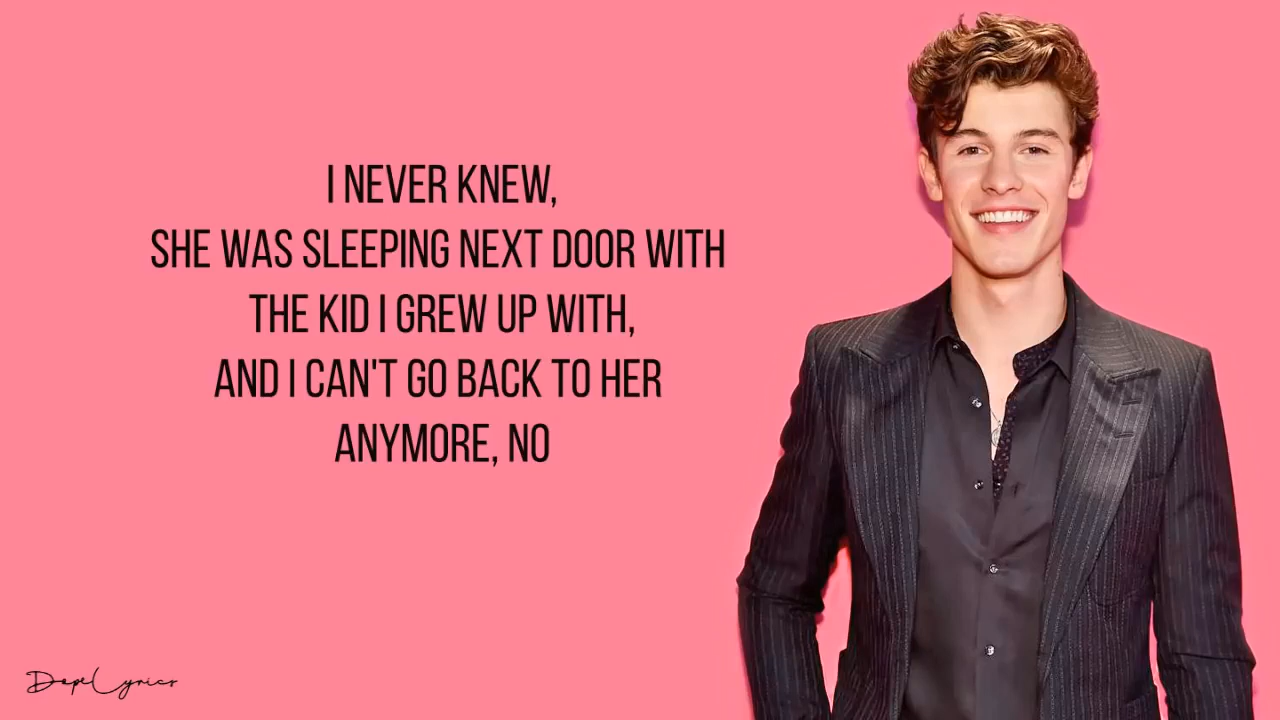 I NEVER KNEW,
SHE WAS SLEEPING NEXT DOOR WITH
THE KID I GREW UP WITH,
AND I CAN'T GO BACK TO HER
ANYMORE, NO
DopeLyrics